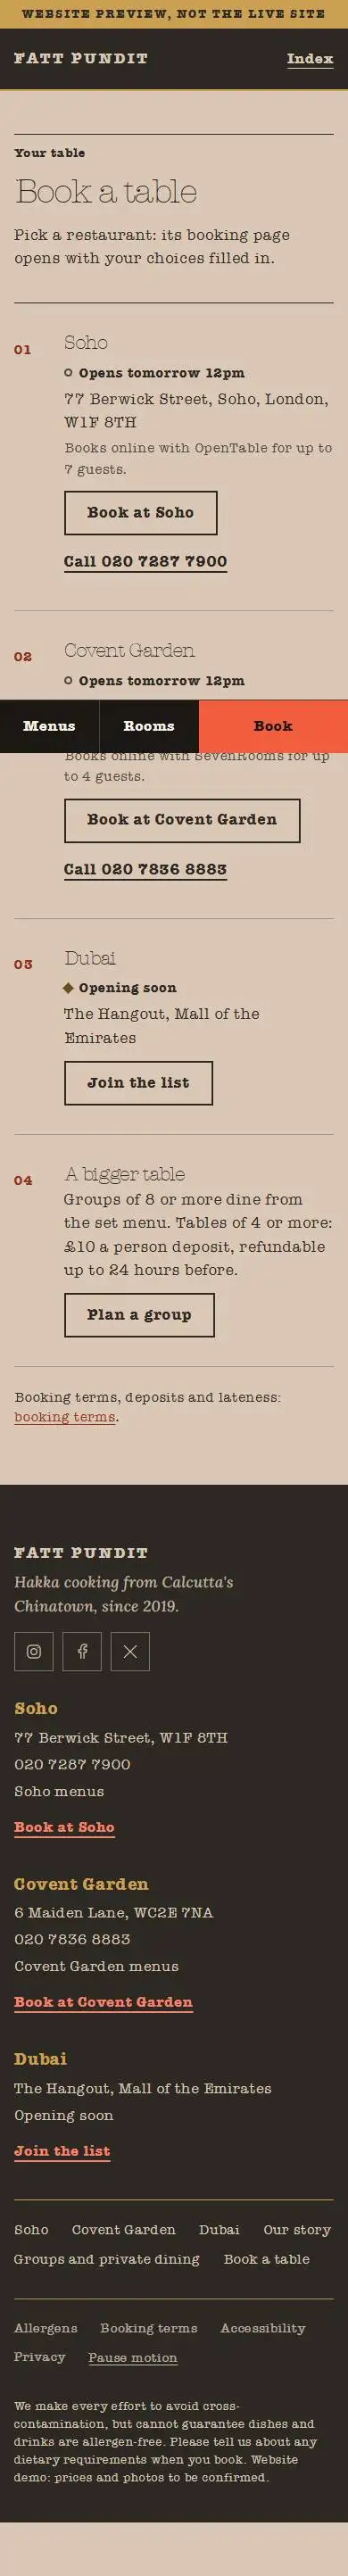 WEBSITE PREVIEW, NOT THE LIVE SITE
FATT PUNDIT
Index
Your table
Book a table
Pick a restaurant: its booking page
opens with your choices filled in.
01
Soho
Opens tomorrow 12pm
77 Berwick Street, Soho, London,
W1F 8TH
Books online with OpenTable for up to
7 guests.
Book at Soho
Call 020 7287 7900
02
Covent Garden
Opens tomorrow 12pm
Menus
Rooms
Book
Books online with SevenRooms for up
to 4 guests.
Book at Covent Garden
Call 020 7836 8883
03
Dubai
Opening soon
The Hangout, Mall of the
Emirates
Join the list
04
A bigger table
Groups of 8 or more dine from
the set menu. Tables of 4 or more:
£10 a person deposit, refundable
up to 24 hours before.
Plan a group
Booking terms, deposits and lateness:
booking terms.
FATT PUNDIT
Hakka cooking from Calcutta's
Chinatown, since 2019.
Soho
77 Berwick Street, W1F 8TH
020 7287 7900
Soho menus
Book at Soho
Covent Garden
6 Maiden Lane, WC2E 7NA
020 7836 8883
Covent Garden menus
Book at Covent Garden
Dubai
The Hangout, Mall of the Emirates
Opening soon
Join the list
Soho Covent Garden Dubai Our story
Groups and private dining Book a table
Allergens Booking terms Accessibility
Privacy Pause motion
We make every effort to avoid cross-
contamination, but cannot guarantee dishes and
drinks are allergen-free. Please tell us about any
dietary requirements when you book. Website
demo: prices and photos to be confirmed.